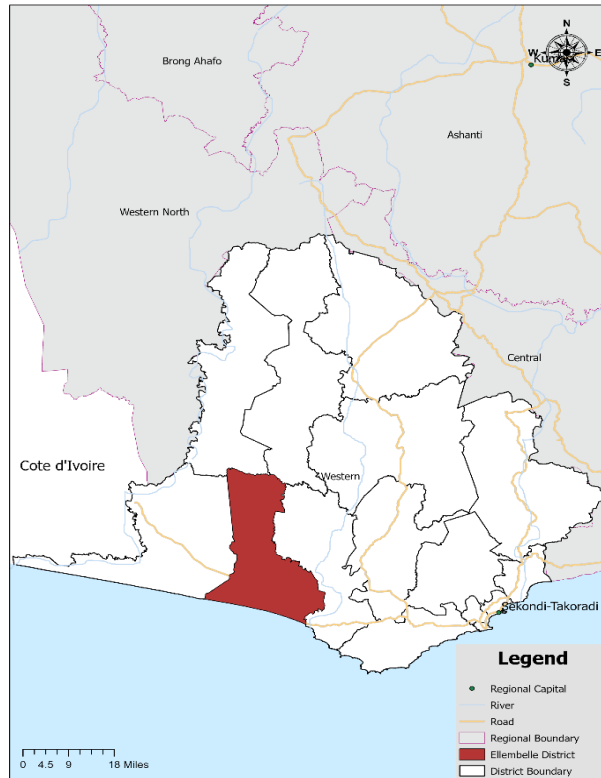 N
W E
S
Kumasi
Brong Ahafo
Ashanti
Western North
Central
Cote d'Ivoire
Western
Sekondi-Takoradi
Legend
Regional Capital
River
Road
Regional Boundary
Ellembelle District
District Boundary
0 4.5 9 18 Miles